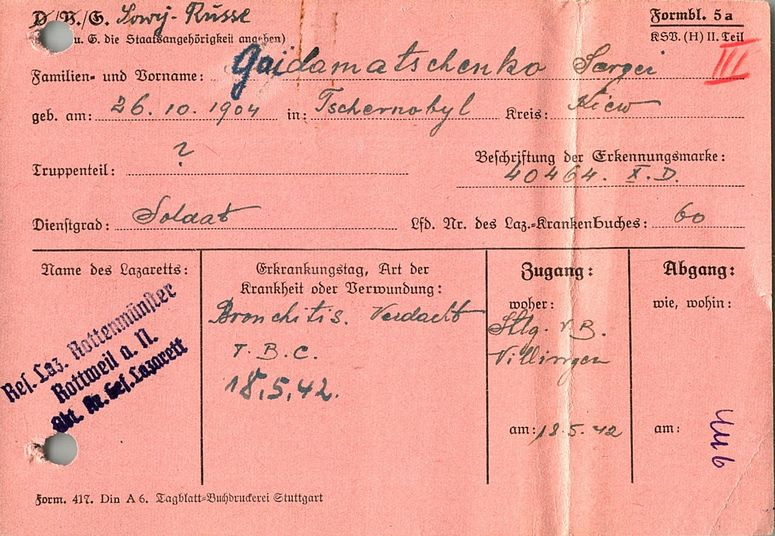 D/V./G. Sowj-Russe
Formbl. 5a
u. G. die Staatsangehörigkeit angeben)
KSV. (H) II. Teil
III
Familien- und Vorname: Gaidamatschenko Sergei
geb. am: 26.10.1904 in: Tschernobyl Kreis: Kiew
Truppenteil: ?
Beschriftung der Erkennungsmarke:
40464. X.D.
Dienstgrad: Soldat
Lfd. Nr. des Laz.-Krankenbuches: 60
Name des Lazaretts:
Res. Laz. Rottenmünster
Rottweil a. N.
Abt. Kr. Gef. Lazarett
Erkrankungstag, Art der
Krankheit oder Verwundung:
Bronchitis. Verdacht
T.B.C.
18.5.42.
Zugang:
woher:
Stlg. V.B.
Villingen
am: 18.5.42
Abgang:
wie, wohin:
am:
Form. 417. Din A 6. Tagblatt-Buchdruckerei Stuttgart